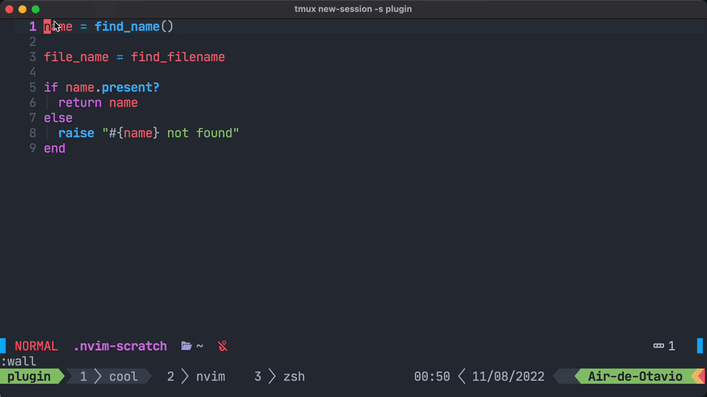 tmux new-session -s plugin
1 name = find_name()
2
3 file_name = find_filename
4
5 if name.present?
6 return name
7 else
8 raise "#{name} not found"
9 end
NORMAL .nvim-scratch ~ 1
:wall
plugin 1 cool 2 nvim 3 zsh 00:50 11/08/2022 Air-de-Otavio